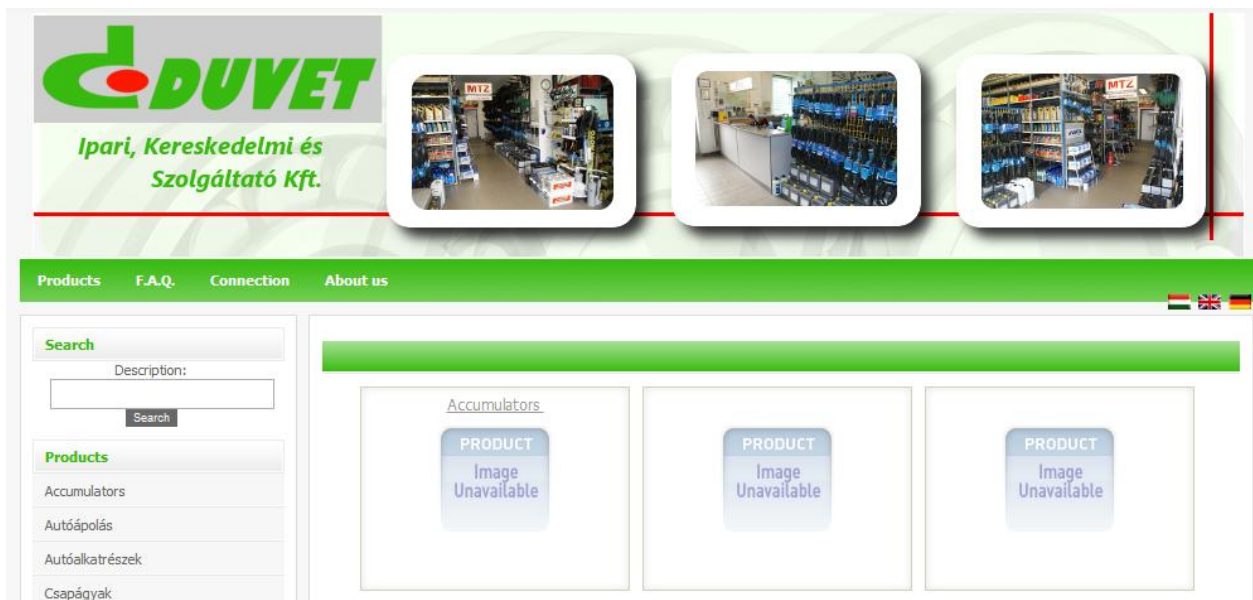 DUVET
Ipari, Kereskedelmi és
Szolgáltató Kft.
MTZ
MTZ
Products F.A.Q. Connection About us
Search
Description:
Search
Products
Accumulators
Autóápolás
Autóalkatrészek
Csapágyak
Accumulators
PRODUCT
Image
Unavailable
PRODUCT
Image
Unavailable
PRODUCT
Image
Unavailable